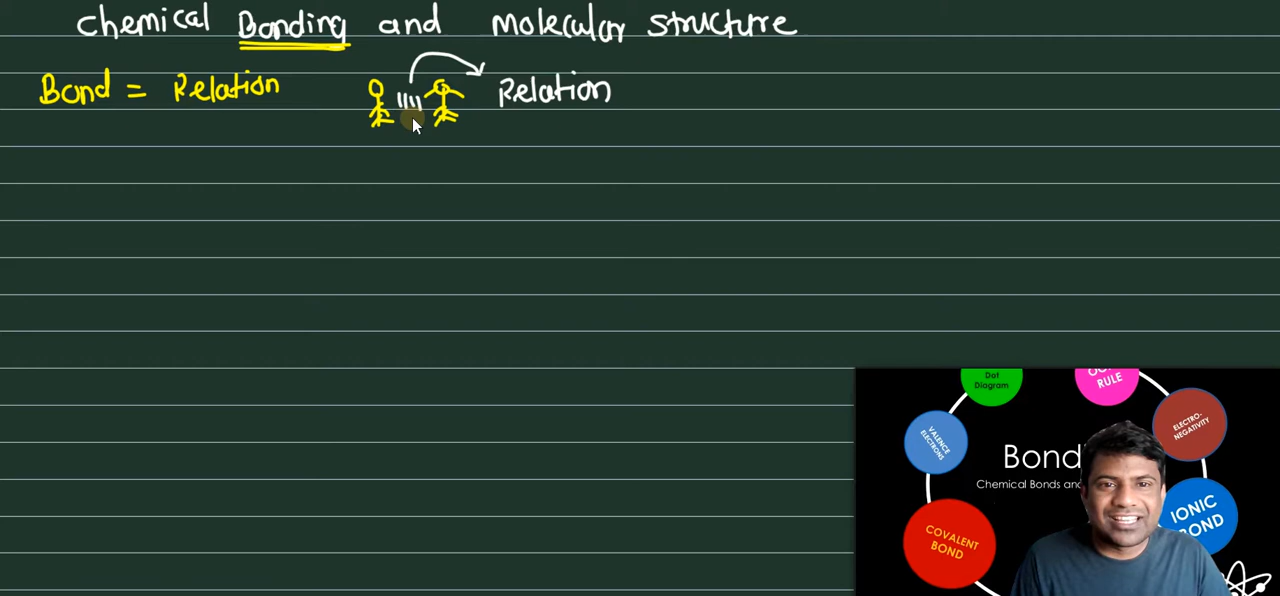 Chemical Bonding and Molecular structure
Bond = Relation Relation
Dot
Diagram
RULE
ELECTRO-
NEGATIVITY
VALENCE
ELECTRONS
Chemical Bonds and
IONIC
BOND
COVALENT
BOND